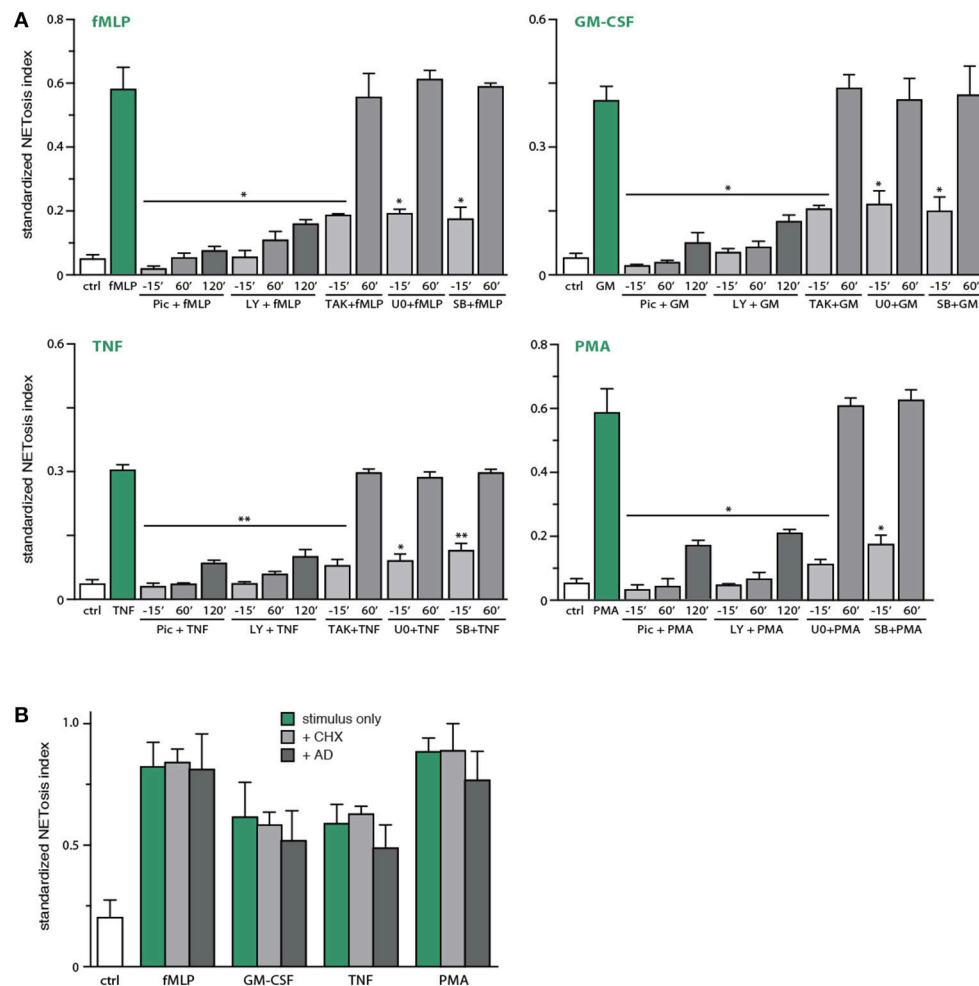 A
fMLP
standardized NETosis index
0.8
0.6
0.4
0.2
0
*
*
*
ctrl fMLP -15′ 60′ 120′ -15′ 60′ 120′ -15′ 60′ -15′ 60′ -15′ 60′
Pic + fMLP LY + fMLP TAK+fMLP U0+fMLP SB+fMLP
GM-CSF
0.6
0.3
0
*
*
*
ctrl GM -15′ 60′ 120′ -15′ 60′ 120′ -15′ 60′ -15′ 60′ -15′ 60′
Pic + GM LY + GM TAK+GM U0+GM SB+GM
TNF
standardized NETosis index
0.6
0.3
0
**
*
**
ctrl TNF -15′ 60′ 120′ -15′ 60′ 120′ -15′ 60′ -15′ 60′ -15′ 60′
Pic + TNF LY + TNF TAK+TNF U0+TNF SB+TNF
PMA
0.8
0.6
0.4
0.2
0
*
*
ctrl PMA -15′ 60′ 120′ -15′ 60′ 120′ -15′ 60′ -15′ 60′
Pic + PMA LY + PMA U0+PMA SB+PMA
B
standardized NETosis index
1.0
0.5
0
stimulus only
+ CHX
+ AD
ctrl fMLP GM-CSF TNF PMA